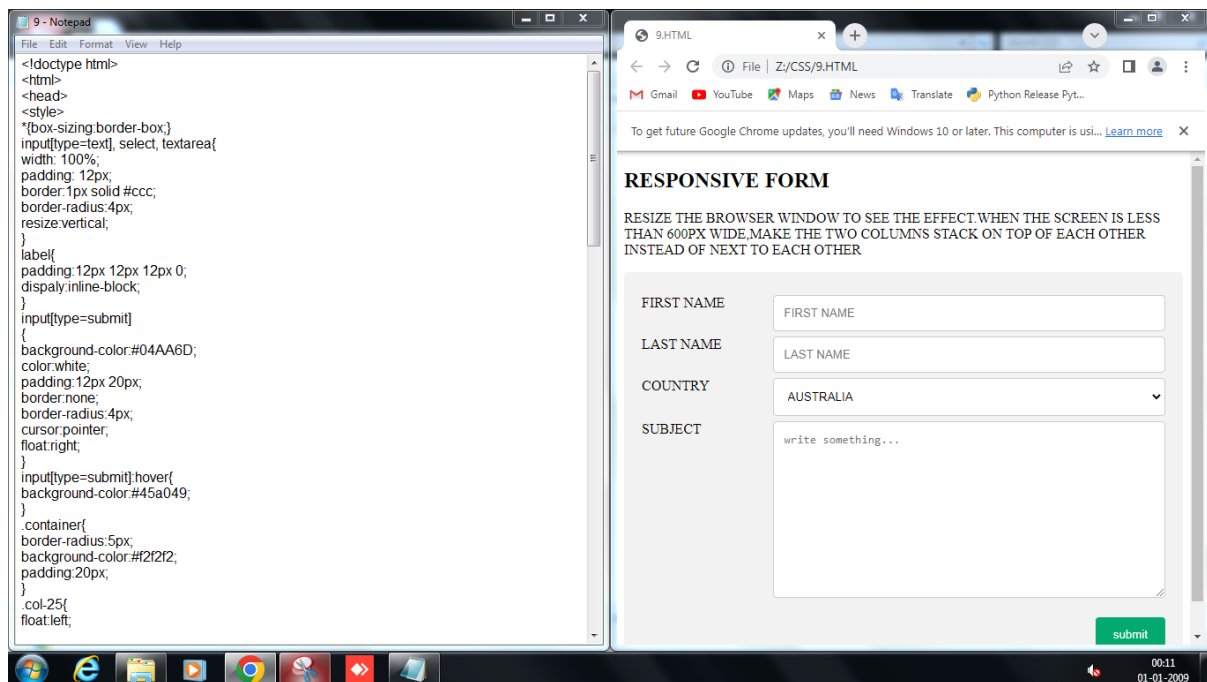 9 - Notepad
File Edit Format View Help
<!doctype html>
<html>
<head>
<style>
*{box-sizing:border-box;}
input[type=text], select, textarea{
width: 100%;
padding: 12px;
border:1px solid #ccc;
border-radius:4px;
resize:vertical;
}
label{
padding:12px 12px 12px 0;
dispaly:inline-block;
}
input[type=submit]
{
background-color:#04AA6D;
color:white;
padding:12px 20px;
border:none;
border-radius:4px;
cursor:pointer;
float:right;
}
input[type=submit]:hover{
background-color:#45a049;
}
.container{
border-radius:5px;
background-color:#f2f2f2;
padding:20px;
}
.col-25{
float:left;
9.HTML
File | Z:/CSS/9.HTML
Gmail YouTube Maps News Translate Python Release Pyt...
To get future Google Chrome updates, you'll need Windows 10 or later. This computer is usi... Learn more
RESPONSIVE FORM
RESIZE THE BROWSER WINDOW TO SEE THE EFFECT.WHEN THE SCREEN IS LESS
THAN 600PX WIDE,MAKE THE TWO COLUMNS STACK ON TOP OF EACH OTHER
INSTEAD OF NEXT TO EACH OTHER
FIRST NAME
FIRST NAME
LAST NAME
LAST NAME
COUNTRY
AUSTRALIA
SUBJECT
write something...
submit
00:11
01-01-2009